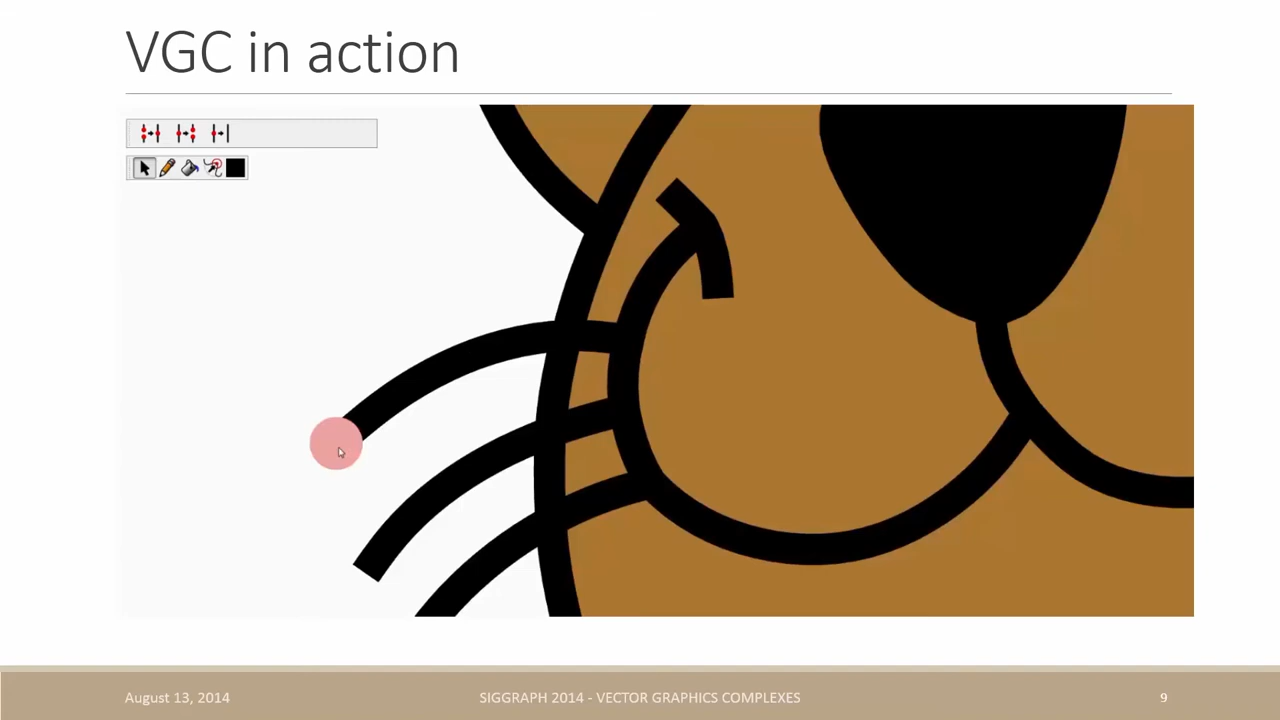 VGC in action
August 13, 2014
SIGGRAPH 2014 - VECTOR GRAPHICS COMPLEXES
9